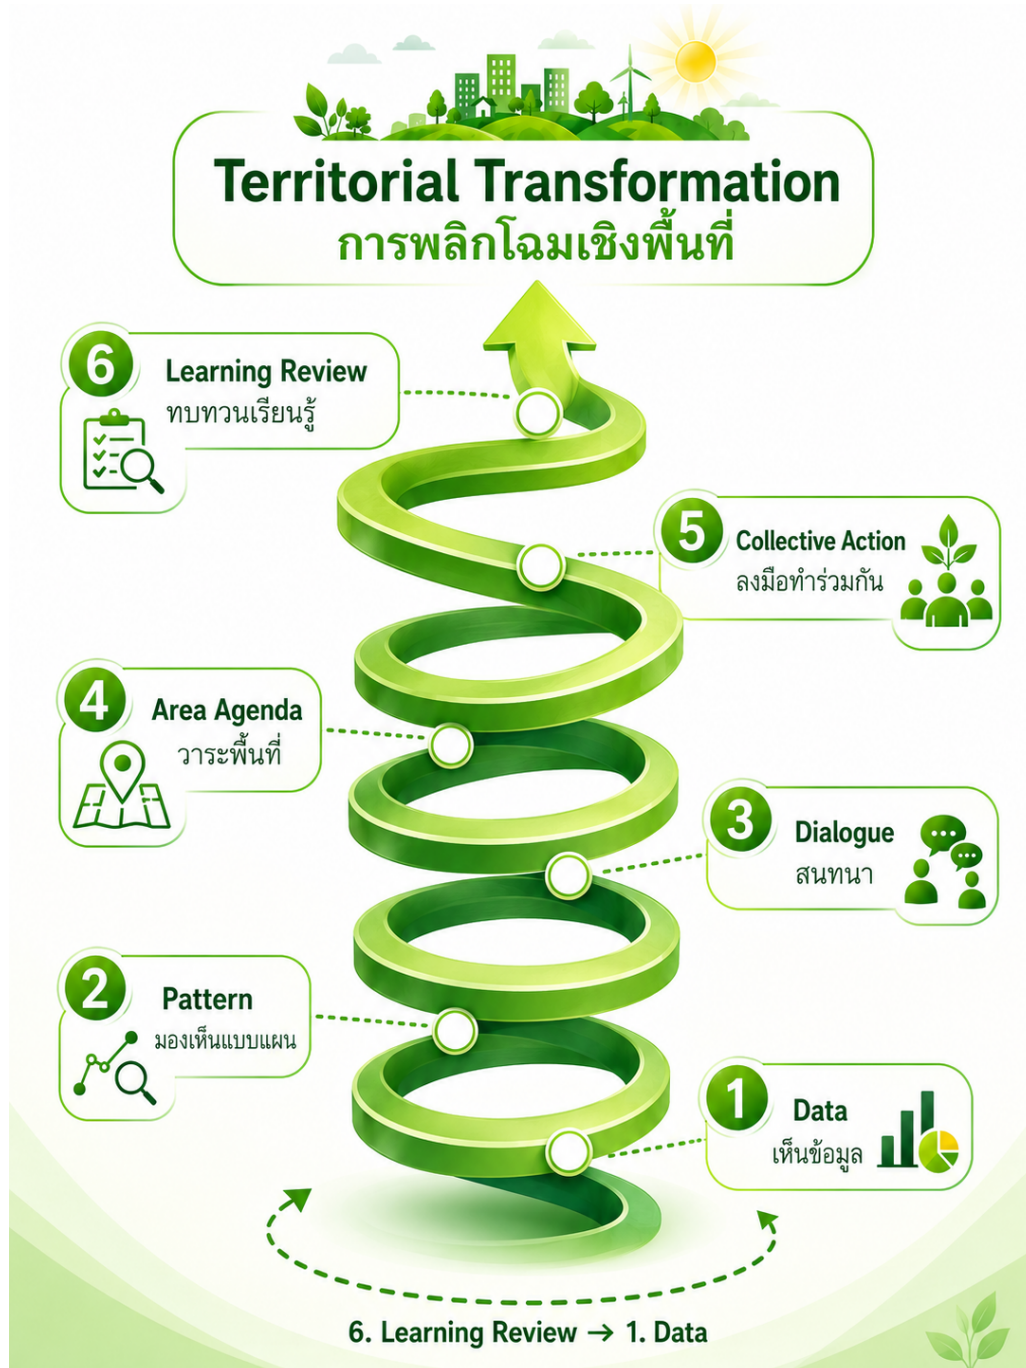 Territorial Transformation
การพลิกโฉมเชิงพื้นที่
6
Learning Review
ทบทวนเรียนรู้
5
Collective Action
ลงมือทำร่วมกัน
4
Area Agenda
วาระพื้นที่
3
Dialogue
สนทนา
2
Pattern
มองเห็นแบบแผน
1
Data
เห็นข้อมูล
6. Learning Review → 1. Data